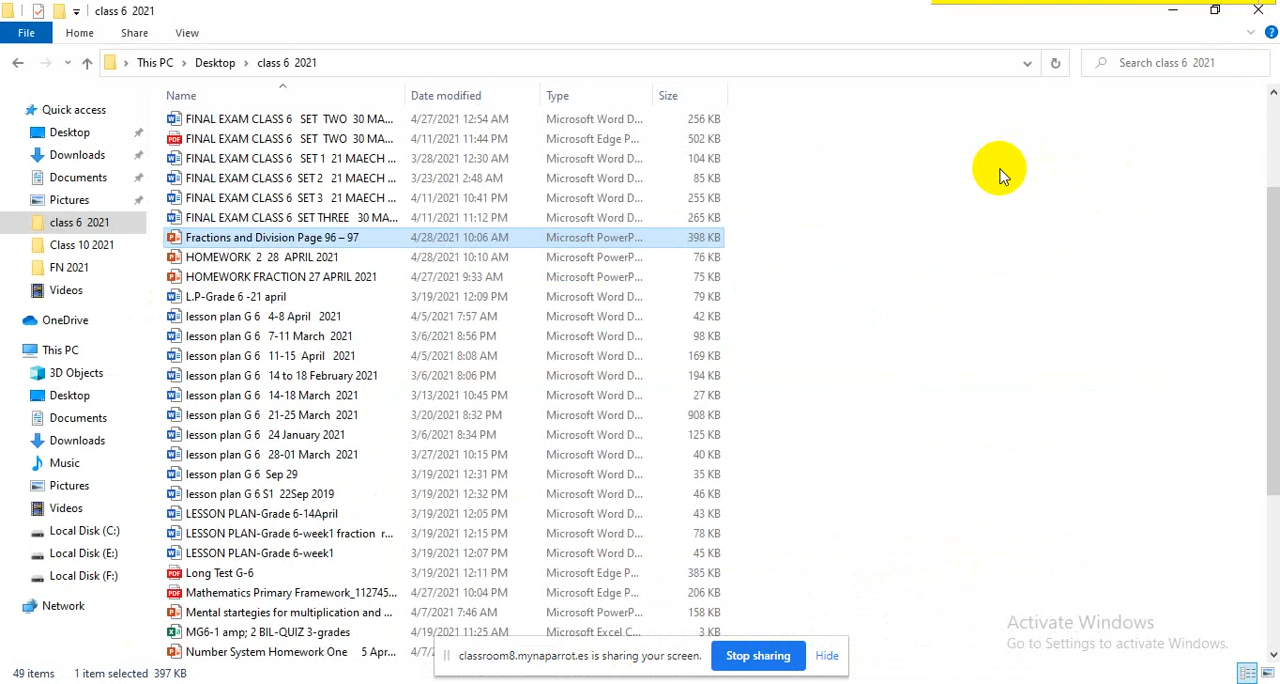 class 6 2021
File Home Share View
This PC › Desktop › class 6 2021 Search class 6 2021
Name Date modified Type Size
Quick access
Desktop
Downloads
Documents
Pictures
class 6 2021
Class 10 2021
FN 2021
Videos
OneDrive
This PC
3D Objects
Desktop
Documents
Downloads
Music
Pictures
Videos
Local Disk (C:)
Local Disk (E:)
Local Disk (F:)
Network
FINAL EXAM CLASS 6 SET TWO 30 MA... 4/27/2021 12:54 AM Microsoft Word D... 256 KB
FINAL EXAM CLASS 6 SET TWO 30 MA... 4/11/2021 11:44 PM Microsoft Edge P... 502 KB
FINAL EXAM CLASS 6 SET 1 21 MAECH ... 3/28/2021 12:30 AM Microsoft Word D... 104 KB
FINAL EXAM CLASS 6 SET 2 21 MAECH ... 3/23/2021 2:48 AM Microsoft Word D... 85 KB
FINAL EXAM CLASS 6 SET 3 21 MAECH ... 4/11/2021 10:41 PM Microsoft Word D... 255 KB
FINAL EXAM CLASS 6 SET THREE 30 MA... 4/11/2021 11:12 PM Microsoft Word D... 265 KB
Fractions and Division Page 96 – 97 4/28/2021 10:06 AM Microsoft PowerP... 398 KB
HOMEWORK 2 28 APRIL 2021 4/28/2021 10:10 AM Microsoft PowerP... 76 KB
HOMEWORK FRACTION 27 APRIL 2021 4/27/2021 9:33 AM Microsoft PowerP... 75 KB
L.P-Grade 6 -21 april 3/19/2021 12:09 PM Microsoft Word D... 79 KB
lesson plan G 6 4-8 April 2021 4/5/2021 7:57 AM Microsoft Word D... 42 KB
lesson plan G 6 7-11 March 2021 3/6/2021 8:56 PM Microsoft Word D... 98 KB
lesson plan G 6 11-15 April 2021 4/5/2021 8:08 AM Microsoft Word D... 169 KB
lesson plan G 6 14 to 18 February 2021 3/6/2021 8:06 PM Microsoft Word D... 194 KB
lesson plan G 6 14-18 March 2021 3/13/2021 10:45 PM Microsoft Word D... 27 KB
lesson plan G 6 21-25 March 2021 3/20/2021 8:32 PM Microsoft Word D... 908 KB
lesson plan G 6 24 January 2021 3/6/2021 8:34 PM Microsoft Word D... 125 KB
lesson plan G 6 28-01 March 2021 3/27/2021 10:15 PM Microsoft Word D... 40 KB
lesson plan G 6 Sep 29 3/19/2021 12:31 PM Microsoft Word D... 35 KB
lesson plan G 6 S1 22Sep 2019 3/19/2021 12:32 PM Microsoft Word D... 46 KB
LESSON PLAN-Grade 6-14April 3/19/2021 12:05 PM Microsoft Word D... 43 KB
LESSON PLAN-Grade 6-week1 fraction r... 3/19/2021 12:15 PM Microsoft Word D... 78 KB
LESSON PLAN-Grade 6-week1 3/19/2021 12:07 PM Microsoft Word D... 45 KB
Long Test G-6 3/19/2021 12:11 PM Microsoft Edge P... 385 KB
Mathematics Primary Framework_112745... 4/27/2021 10:04 PM Microsoft Edge P... 206 KB
Mental startegies for multiplication and ... 4/7/2021 7:46 AM Microsoft PowerP... 158 KB
MG6-1 amp; 2 BIL-QUIZ 3-grades 4/19/2021 11:25 AM Microsoft Excel C... 3 KB
Number System Homework One 5 Apr... 4/7/
classroom8.mynaparrot.es is sharing your screen. Stop sharing Hide
Activate Windows
Go to Settings to activate Windows.
49 items 1 item selected 397 KB